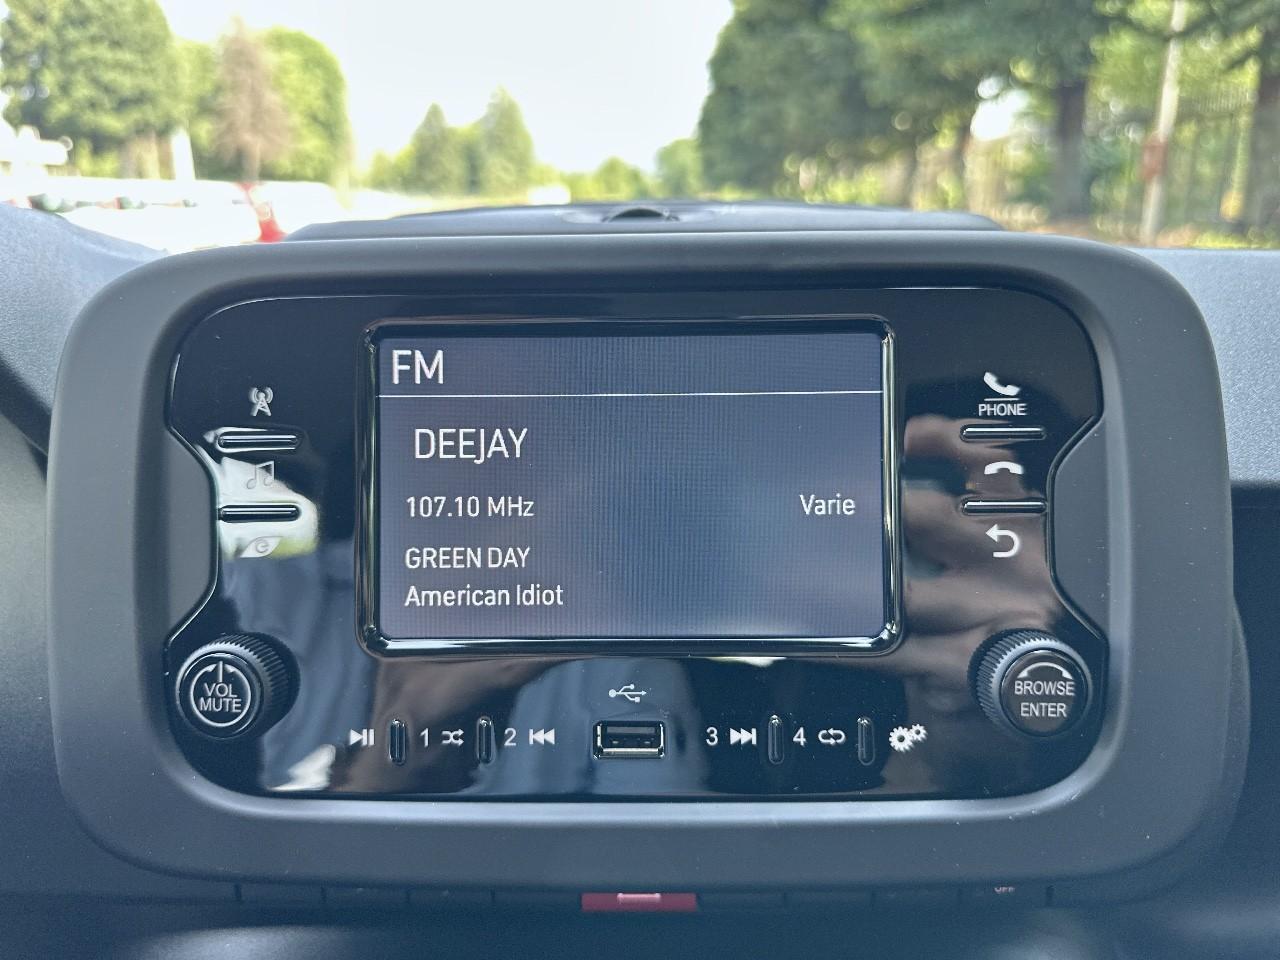 FM
DEEJAY
107.10 MHz
Varie
GREEN DAY
American Idiot
PHONE
VOL
MUTE
BROWSE
ENTER
1
2
3
4
OFF